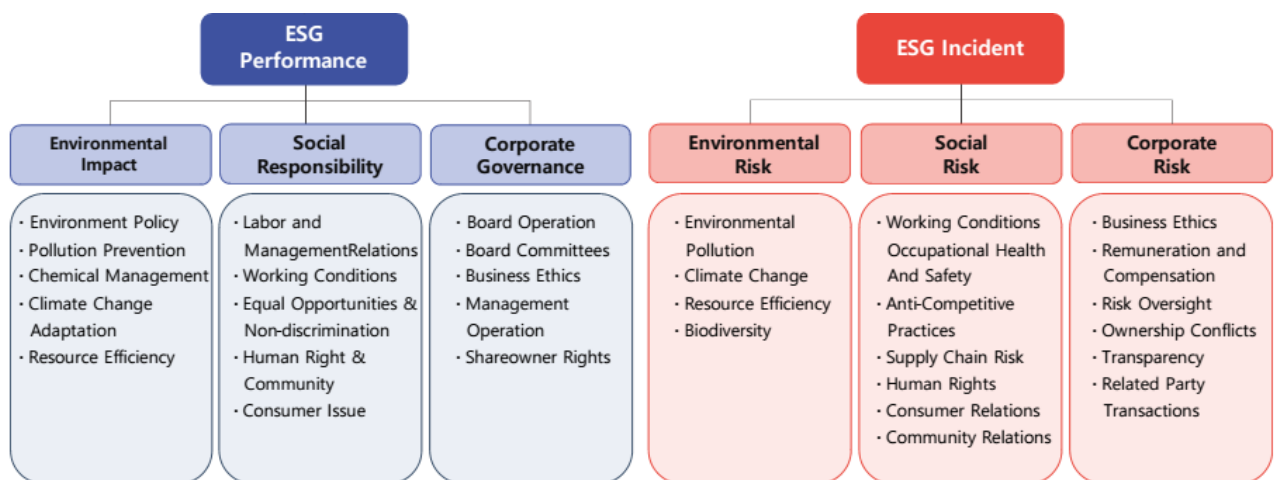 ESG
Performance
Environmental
Impact
· Environment Policy
· Pollution Prevention
· Chemical Management
· Climate Change
Adaptation
· Resource Efficiency
Social
Responsibility
· Labor and
ManagementRelations
· Working Conditions
· Equal Opportunities &
Non-discrimination
· Human Right &
Community
· Consumer Issue
Corporate
Governance
· Board Operation
· Board Committees
· Business Ethics
· Management
Operation
· Shareowner Rights
ESG Incident
Environmental
Risk
· Environmental
Pollution
· Climate Change
· Resource Efficiency
· Biodiversity
Social
Risk
· Working Conditions
Occupational Health
And Safety
· Anti-Competitive
Practices
· Supply Chain Risk
· Human Rights
· Consumer Relations
· Community Relations
Corporate
Risk
· Business Ethics
· Remuneration and
Compensation
· Risk Oversight
· Ownership Conflicts
· Transparency
· Related Party
Transactions